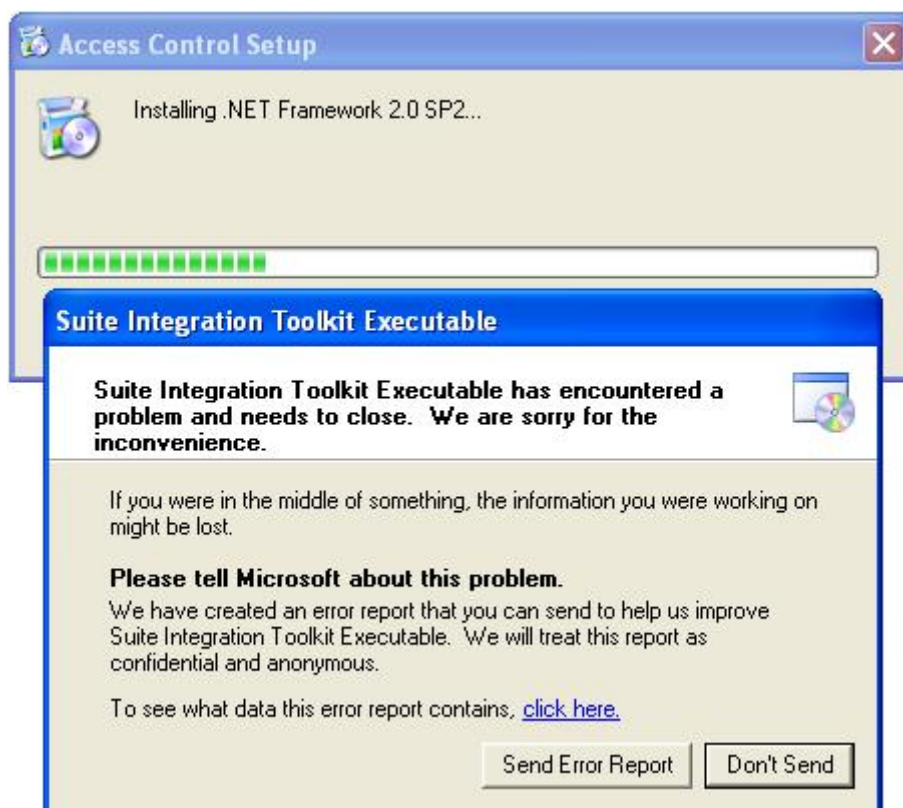 Access Control Setup
Installing .NET Framework 2.0 SP2...
Suite Integration Toolkit Executable
Suite Integration Toolkit Executable has encountered a
problem and needs to close.  We are sorry for the
inconvenience.
If you were in the middle of something, the information you were working on
might be lost.
Please tell Microsoft about this problem.
We have created an error report that you can send to help us improve
Suite Integration Toolkit Executable.  We will treat this report as
confidential and anonymous.
To see what data this error report contains, click here.
Send Error Report
Don't Send